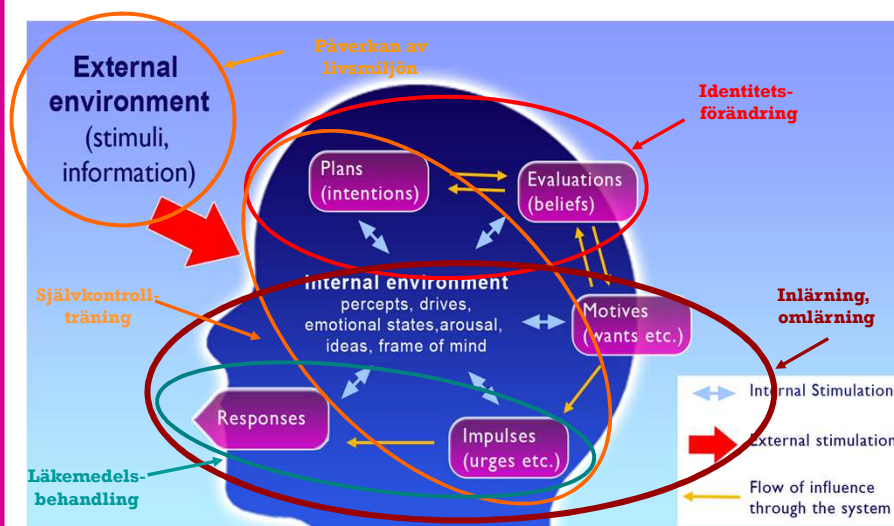 External
environment
(stimuli,
information)
Påverkan av
livsmiljön
Identitets-
förändring
Plans
(intentions)
Evaluations
(beliefs)
Internal environment
percepts, drives,
emotional states,arousal,
ideas, frame of mind
Motives
(wants etc.)
Självkontroll-
träning
Inlärning,
omlärning
Responses
Impulses
(urges etc.)
Läkemedels-
behandling
Internal Stimulation
External stimulation
Flow of influence
through the system